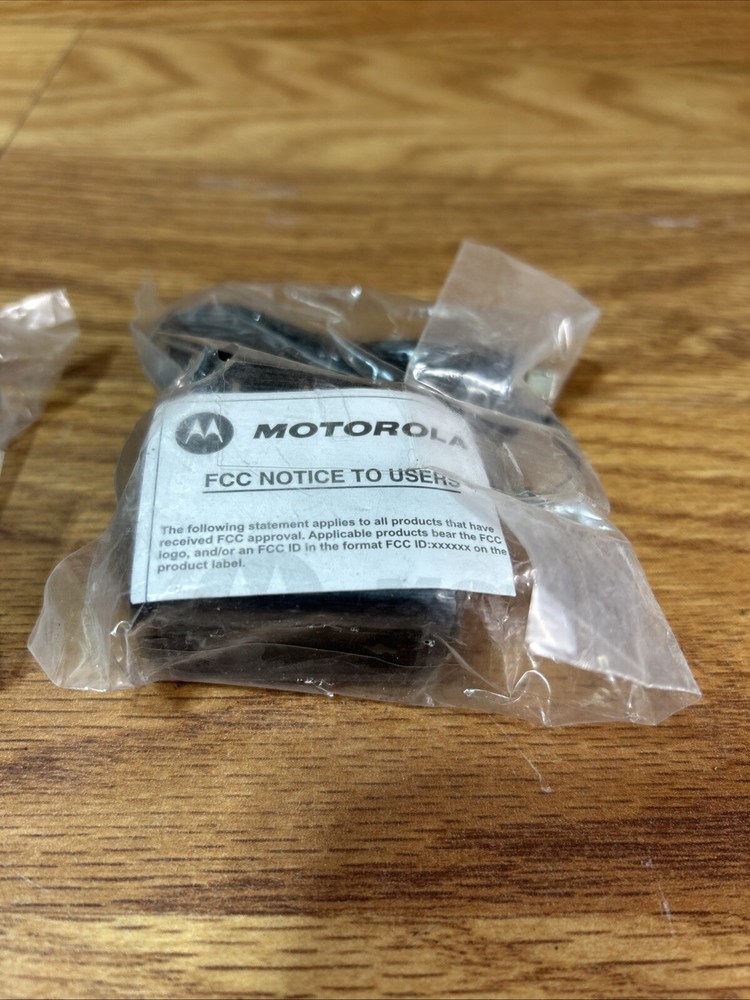 MOTOROLA
FCC NOTICE TO USERS
The following statement applies to all products that have
received FCC approval. Applicable products bear the FCC
logo, and/or an FCC ID in the format FCC ID:xxxxxx on the
product label.